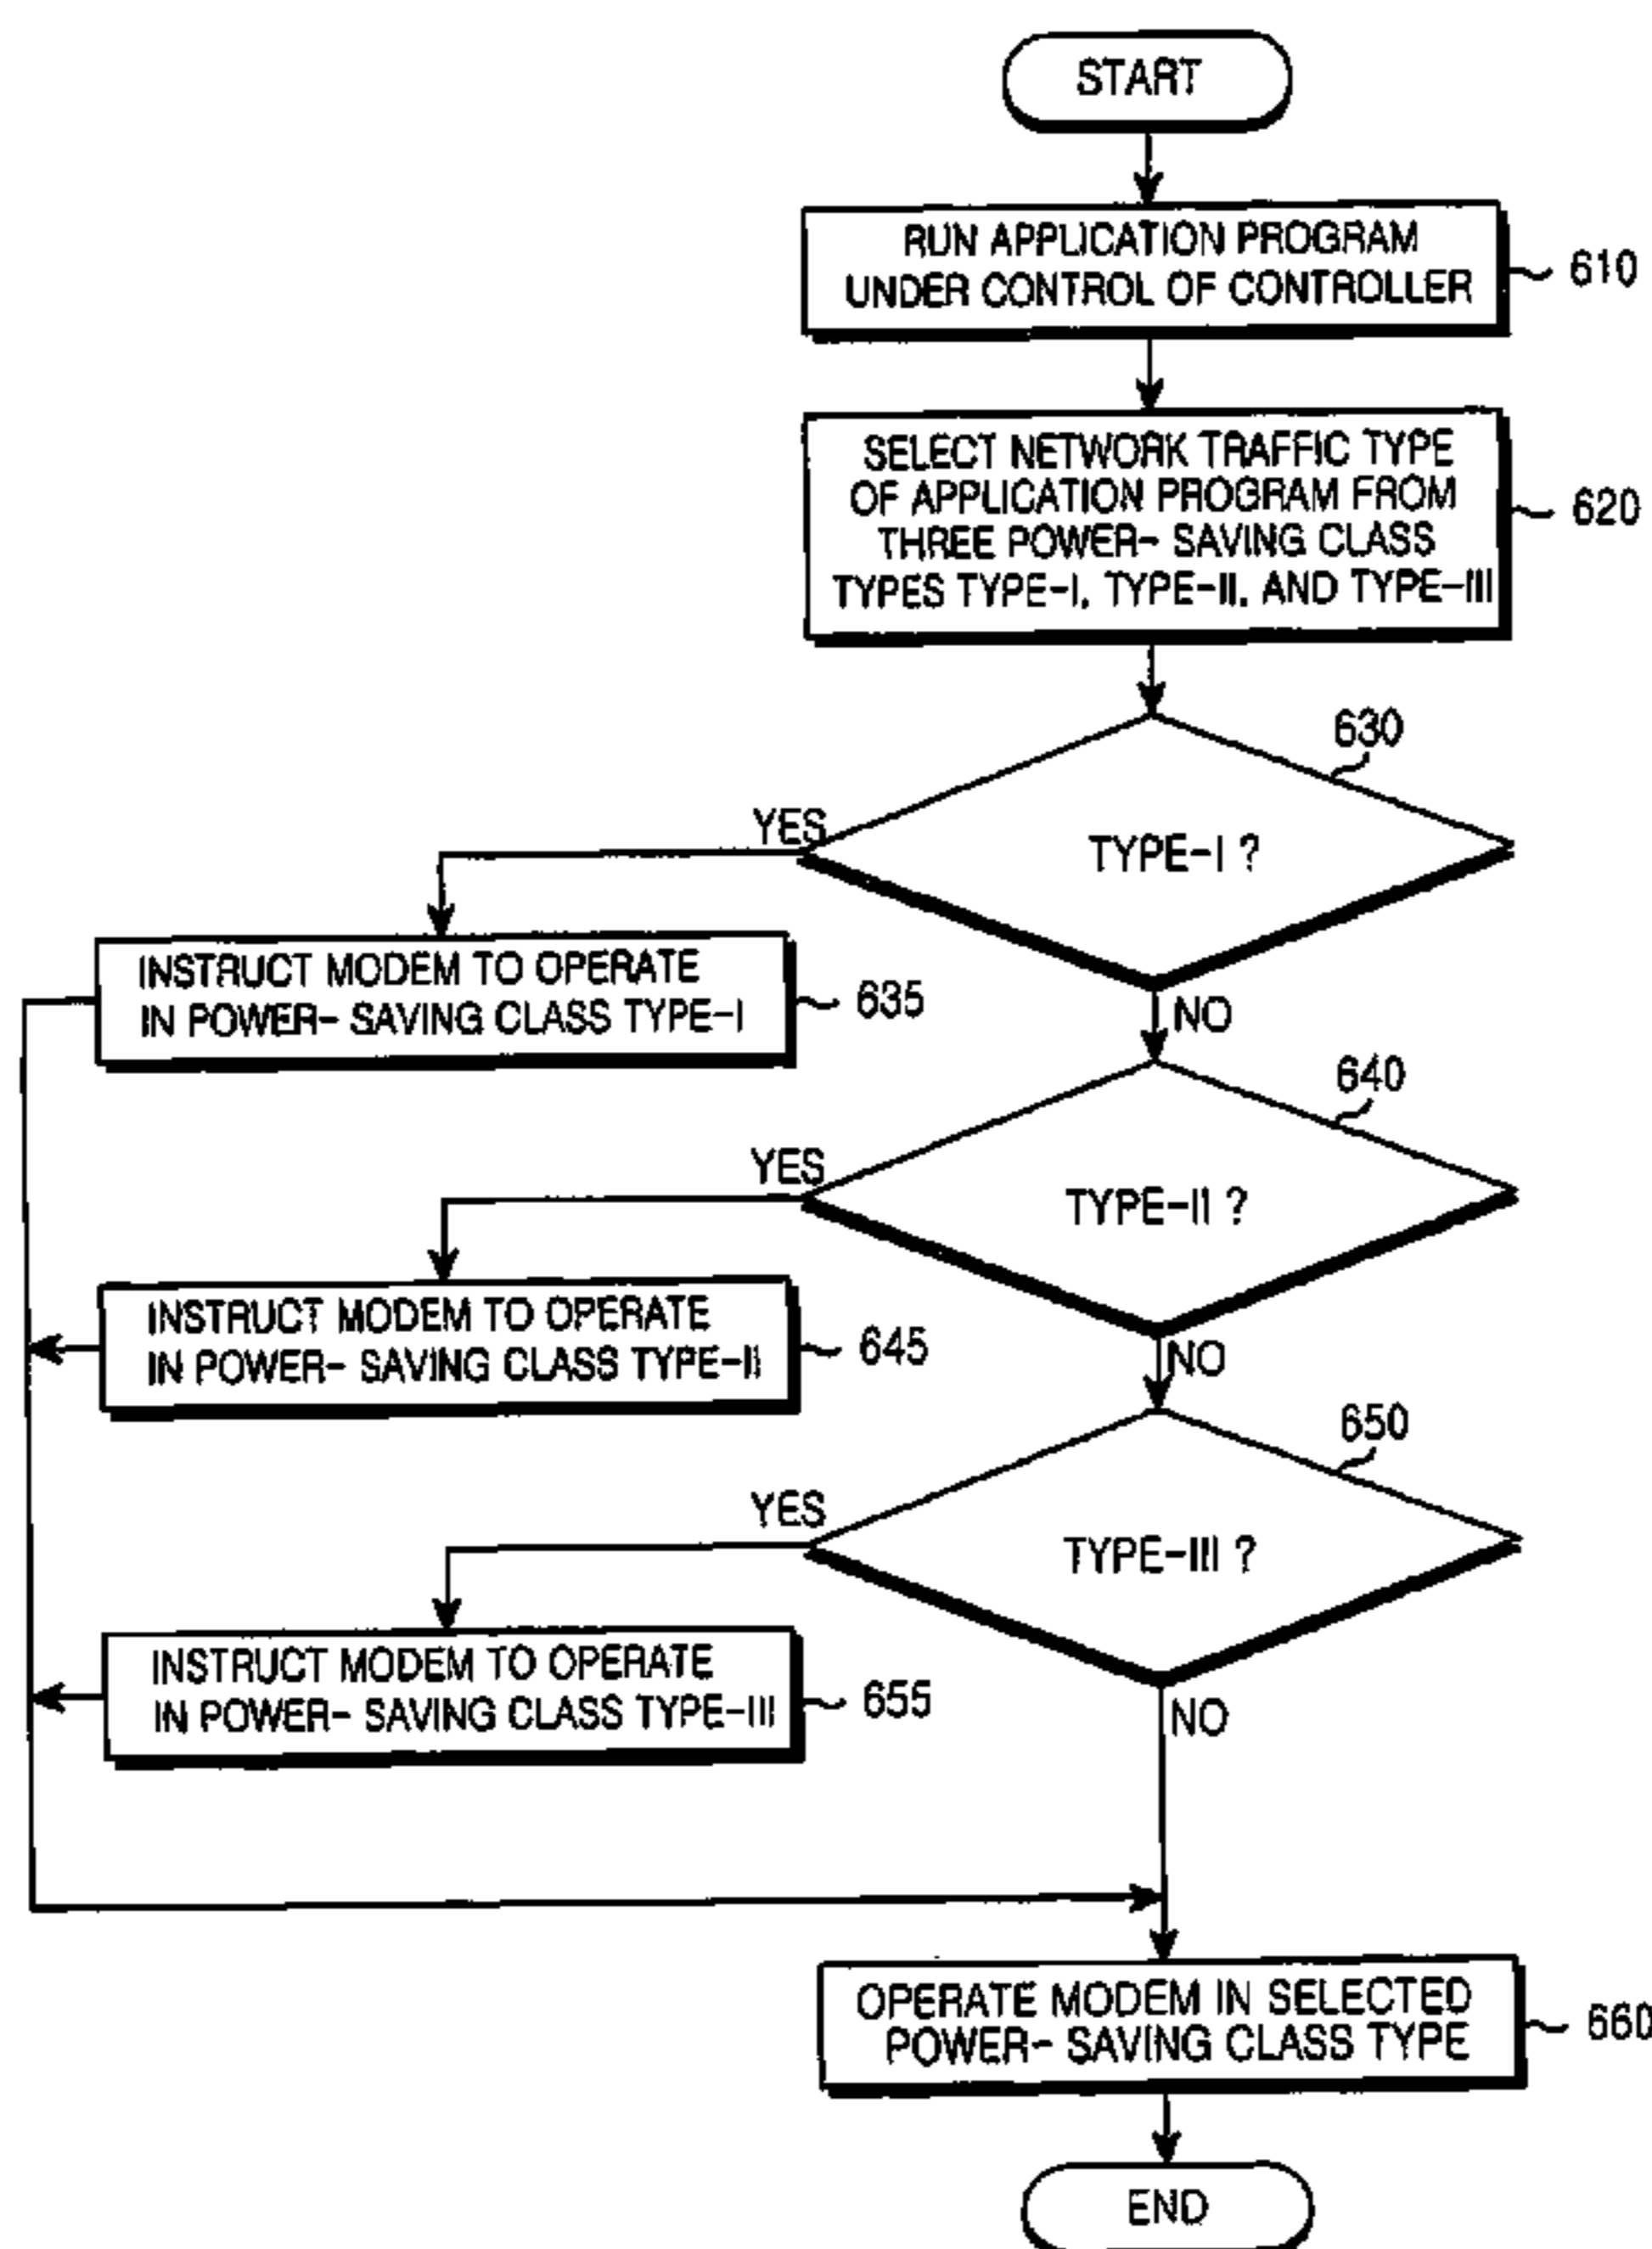 START
RUN APPLICATION PROGRAM
UNDER CONTROL OF CONTROLLER
610
SELECT NETWORK TRAFFIC TYPE
OF APPLICATION PROGRAM FROM
THREE POWER- SAVING CLASS
TYPES TYPE-I, TYPE-II, AND TYPE-III
620
630
YES
TYPE-I ?
INSTRUCT MODEM TO OPERATE
IN POWER- SAVING CLASS TYPE-I
635
NO
640
YES
TYPE-II ?
INSTRUCT MODEM TO OPERATE
IN POWER- SAVING CLASS TYPE-II
645
NO
650
YES
TYPE-III ?
INSTRUCT MODEM TO OPERATE
IN POWER- SAVING CLASS TYPE-III
655
NO
OPERATE MODEM IN SELECTED
POWER- SAVING CLASS TYPE
660
END